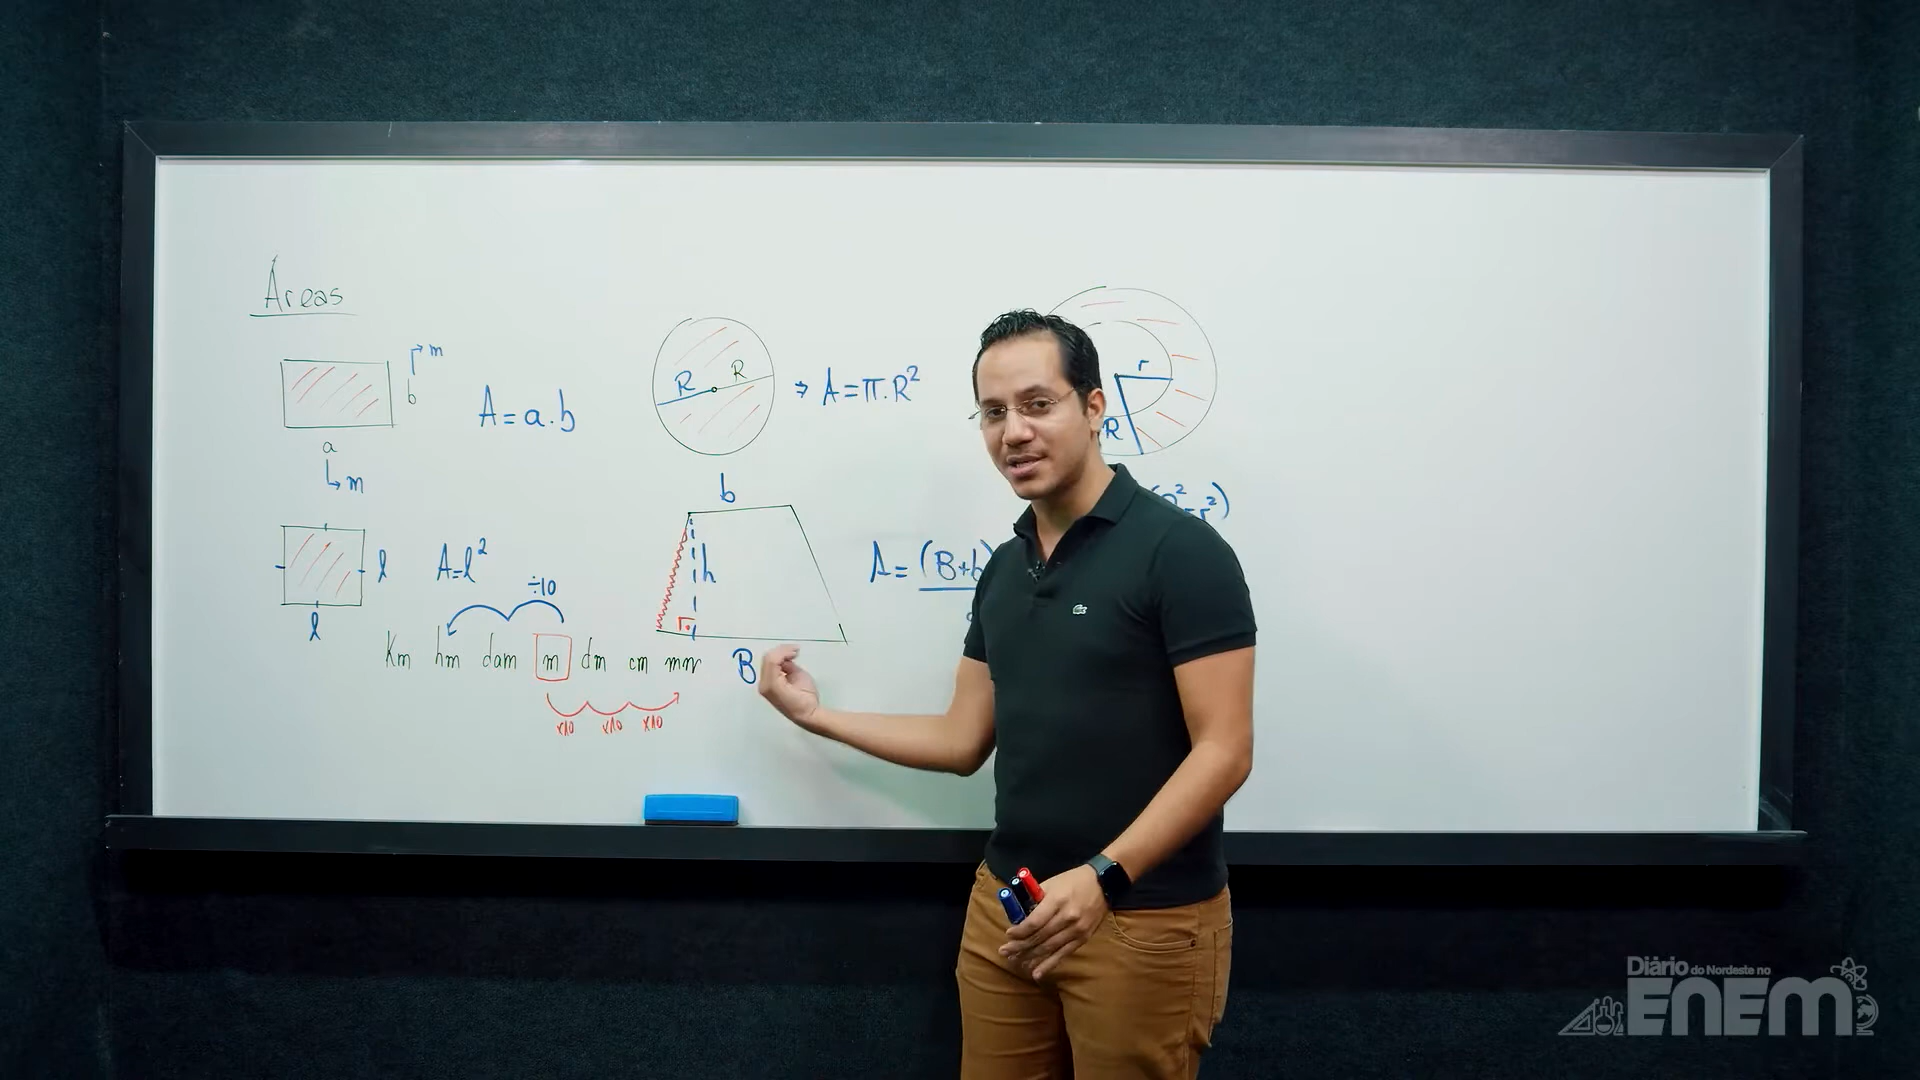 Áreas
m
b
a
m
A = a.b
R
R
→ A = π.R²
r
R
b
h
B
A = (B+b)
l
l
A = l²
÷10
Km hm dam m dm cm mm
x10 x10 x10
Diário do Nordeste no
ENEM